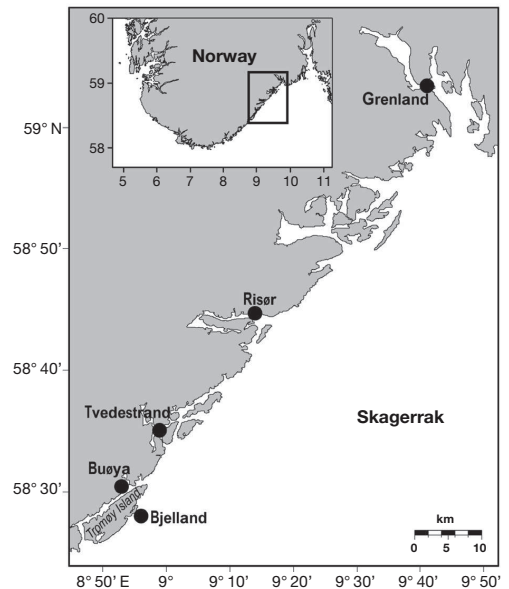 60
Norway
59
58
5 6 7 8 9 10 11
Grenland
59° N
58° 50’
Risør
58° 40’
Tvedestrand
Skagerrak
Buøya
58° 30’
Tromøy Island
Bjelland
km
0 5 10
8° 50’ E 9° 9° 10’ 9° 20’ 9° 30’ 9° 40’ 9° 50’